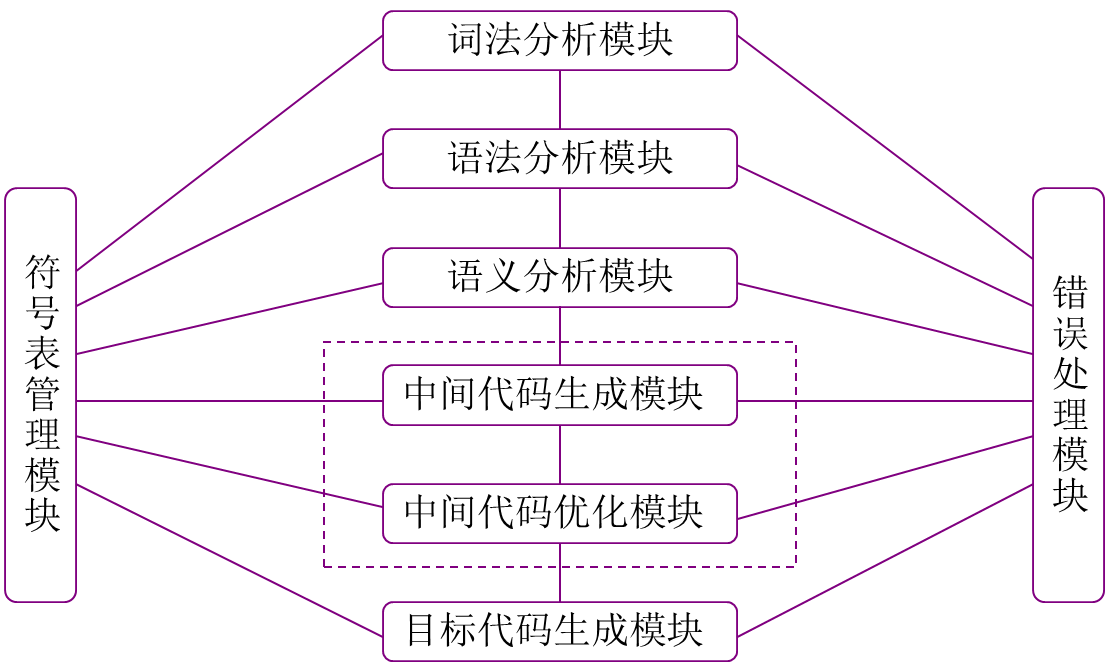 词法分析模块
语法分析模块
语义分析模块
中间代码生成模块
中间代码优化模块
目标代码生成模块
符号表管理模块
错误处理模块